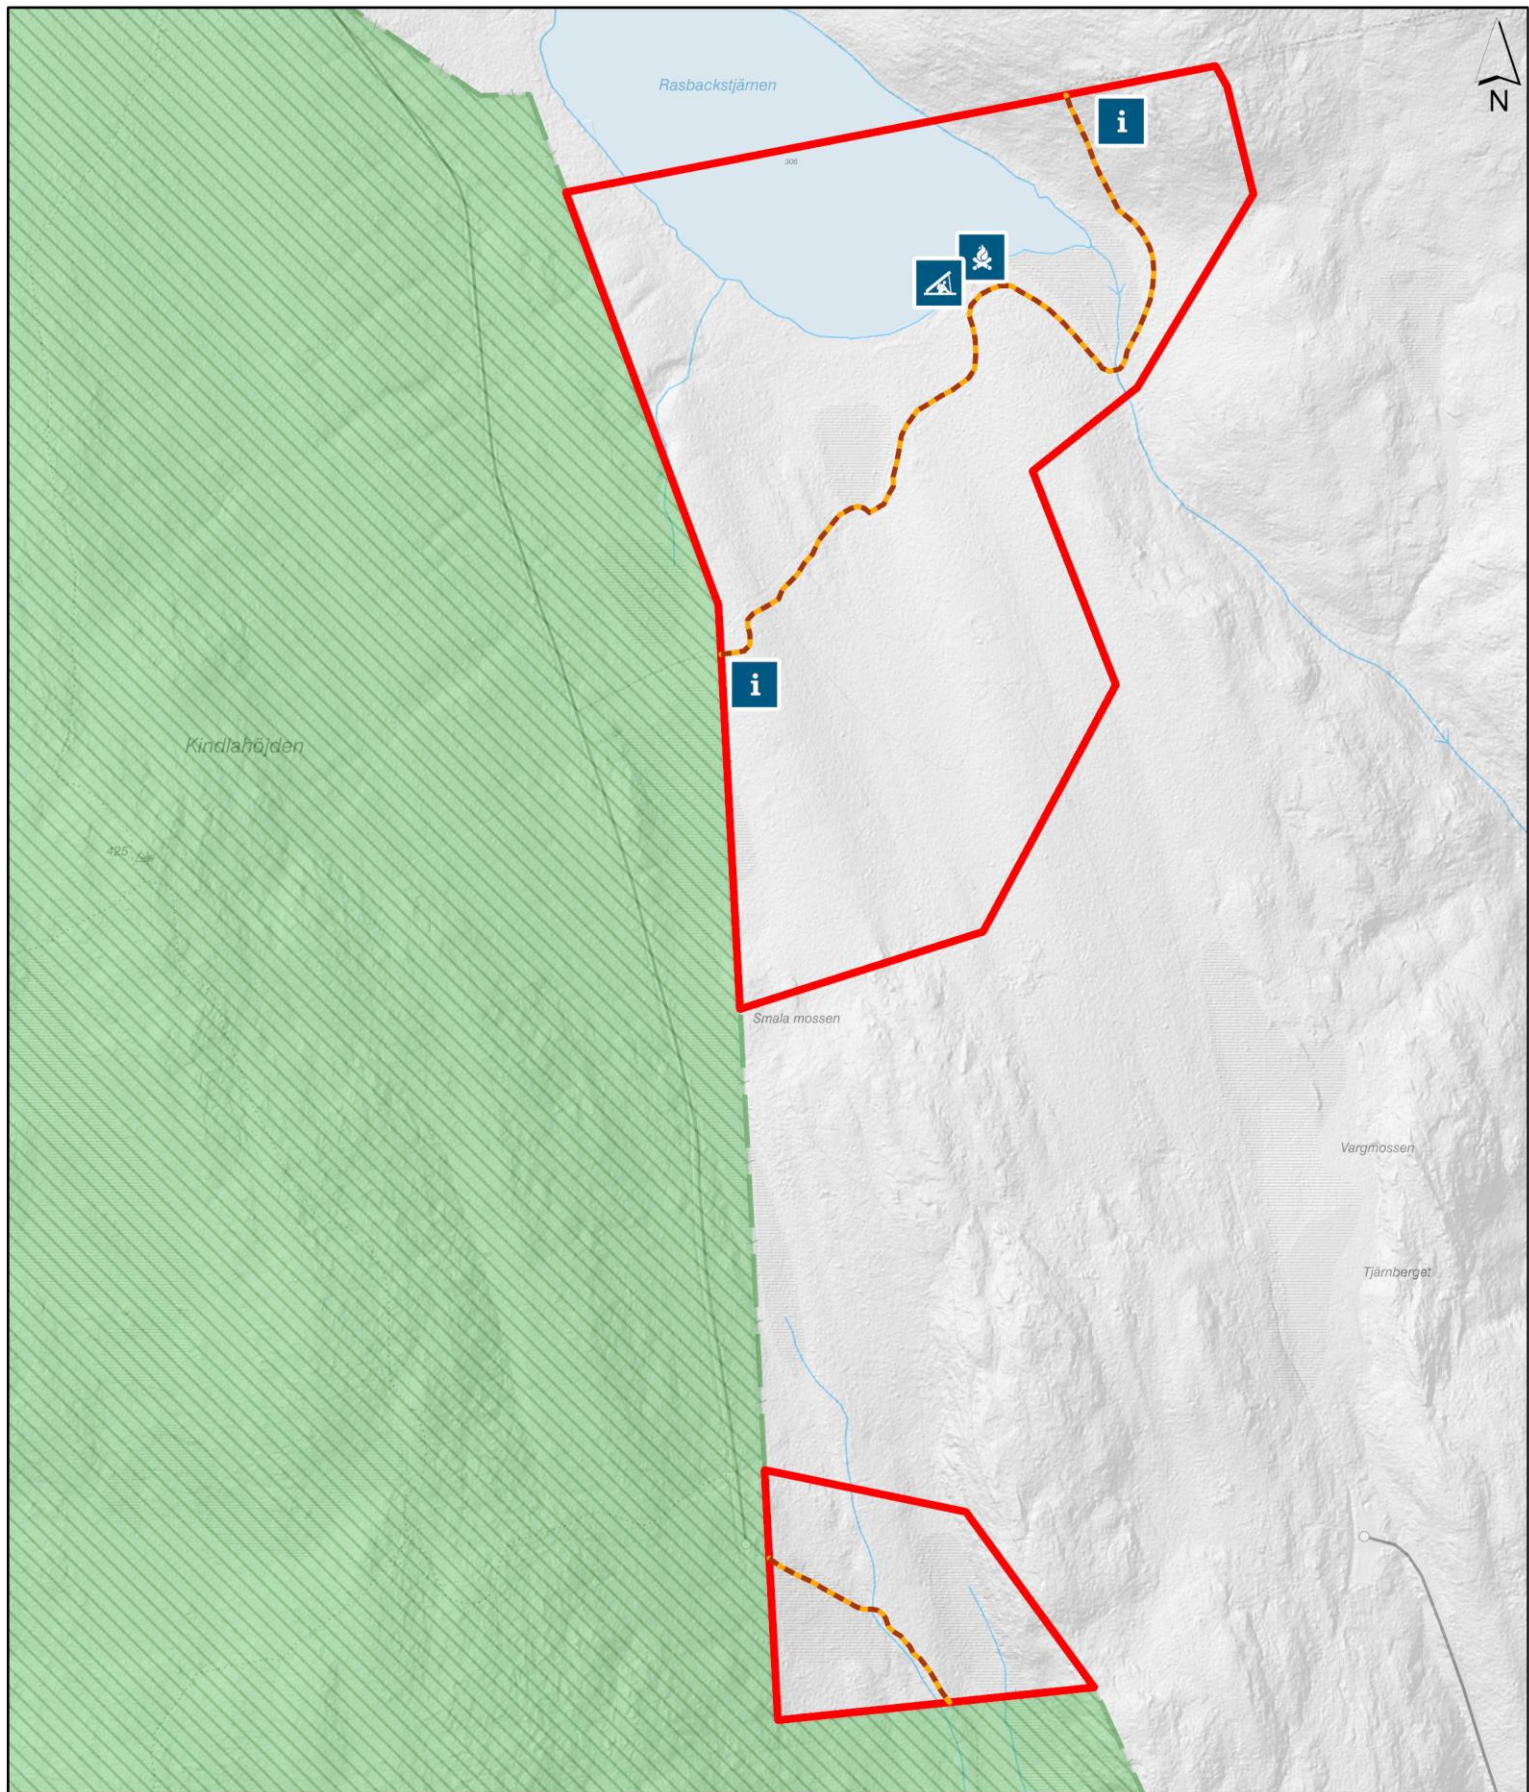 Rasbackstjärnen
N
i
306
i
Kindlahöjden
425
Smala mossen
Vargmossen
Tjärnberget